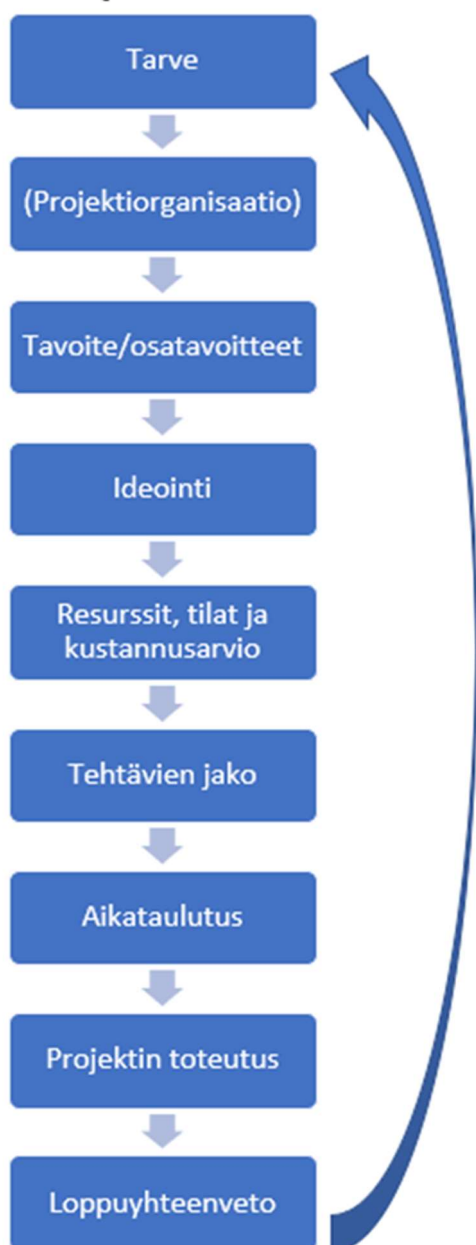 Tarve
(Projektiorganisaatio)
Tavoite/osatavoitteet
Ideointi
Resurssit, tilat ja
kustannusarvio
Tehtävien jako
Aikataulutus
Projektin toteutus
Loppuyhteenveto